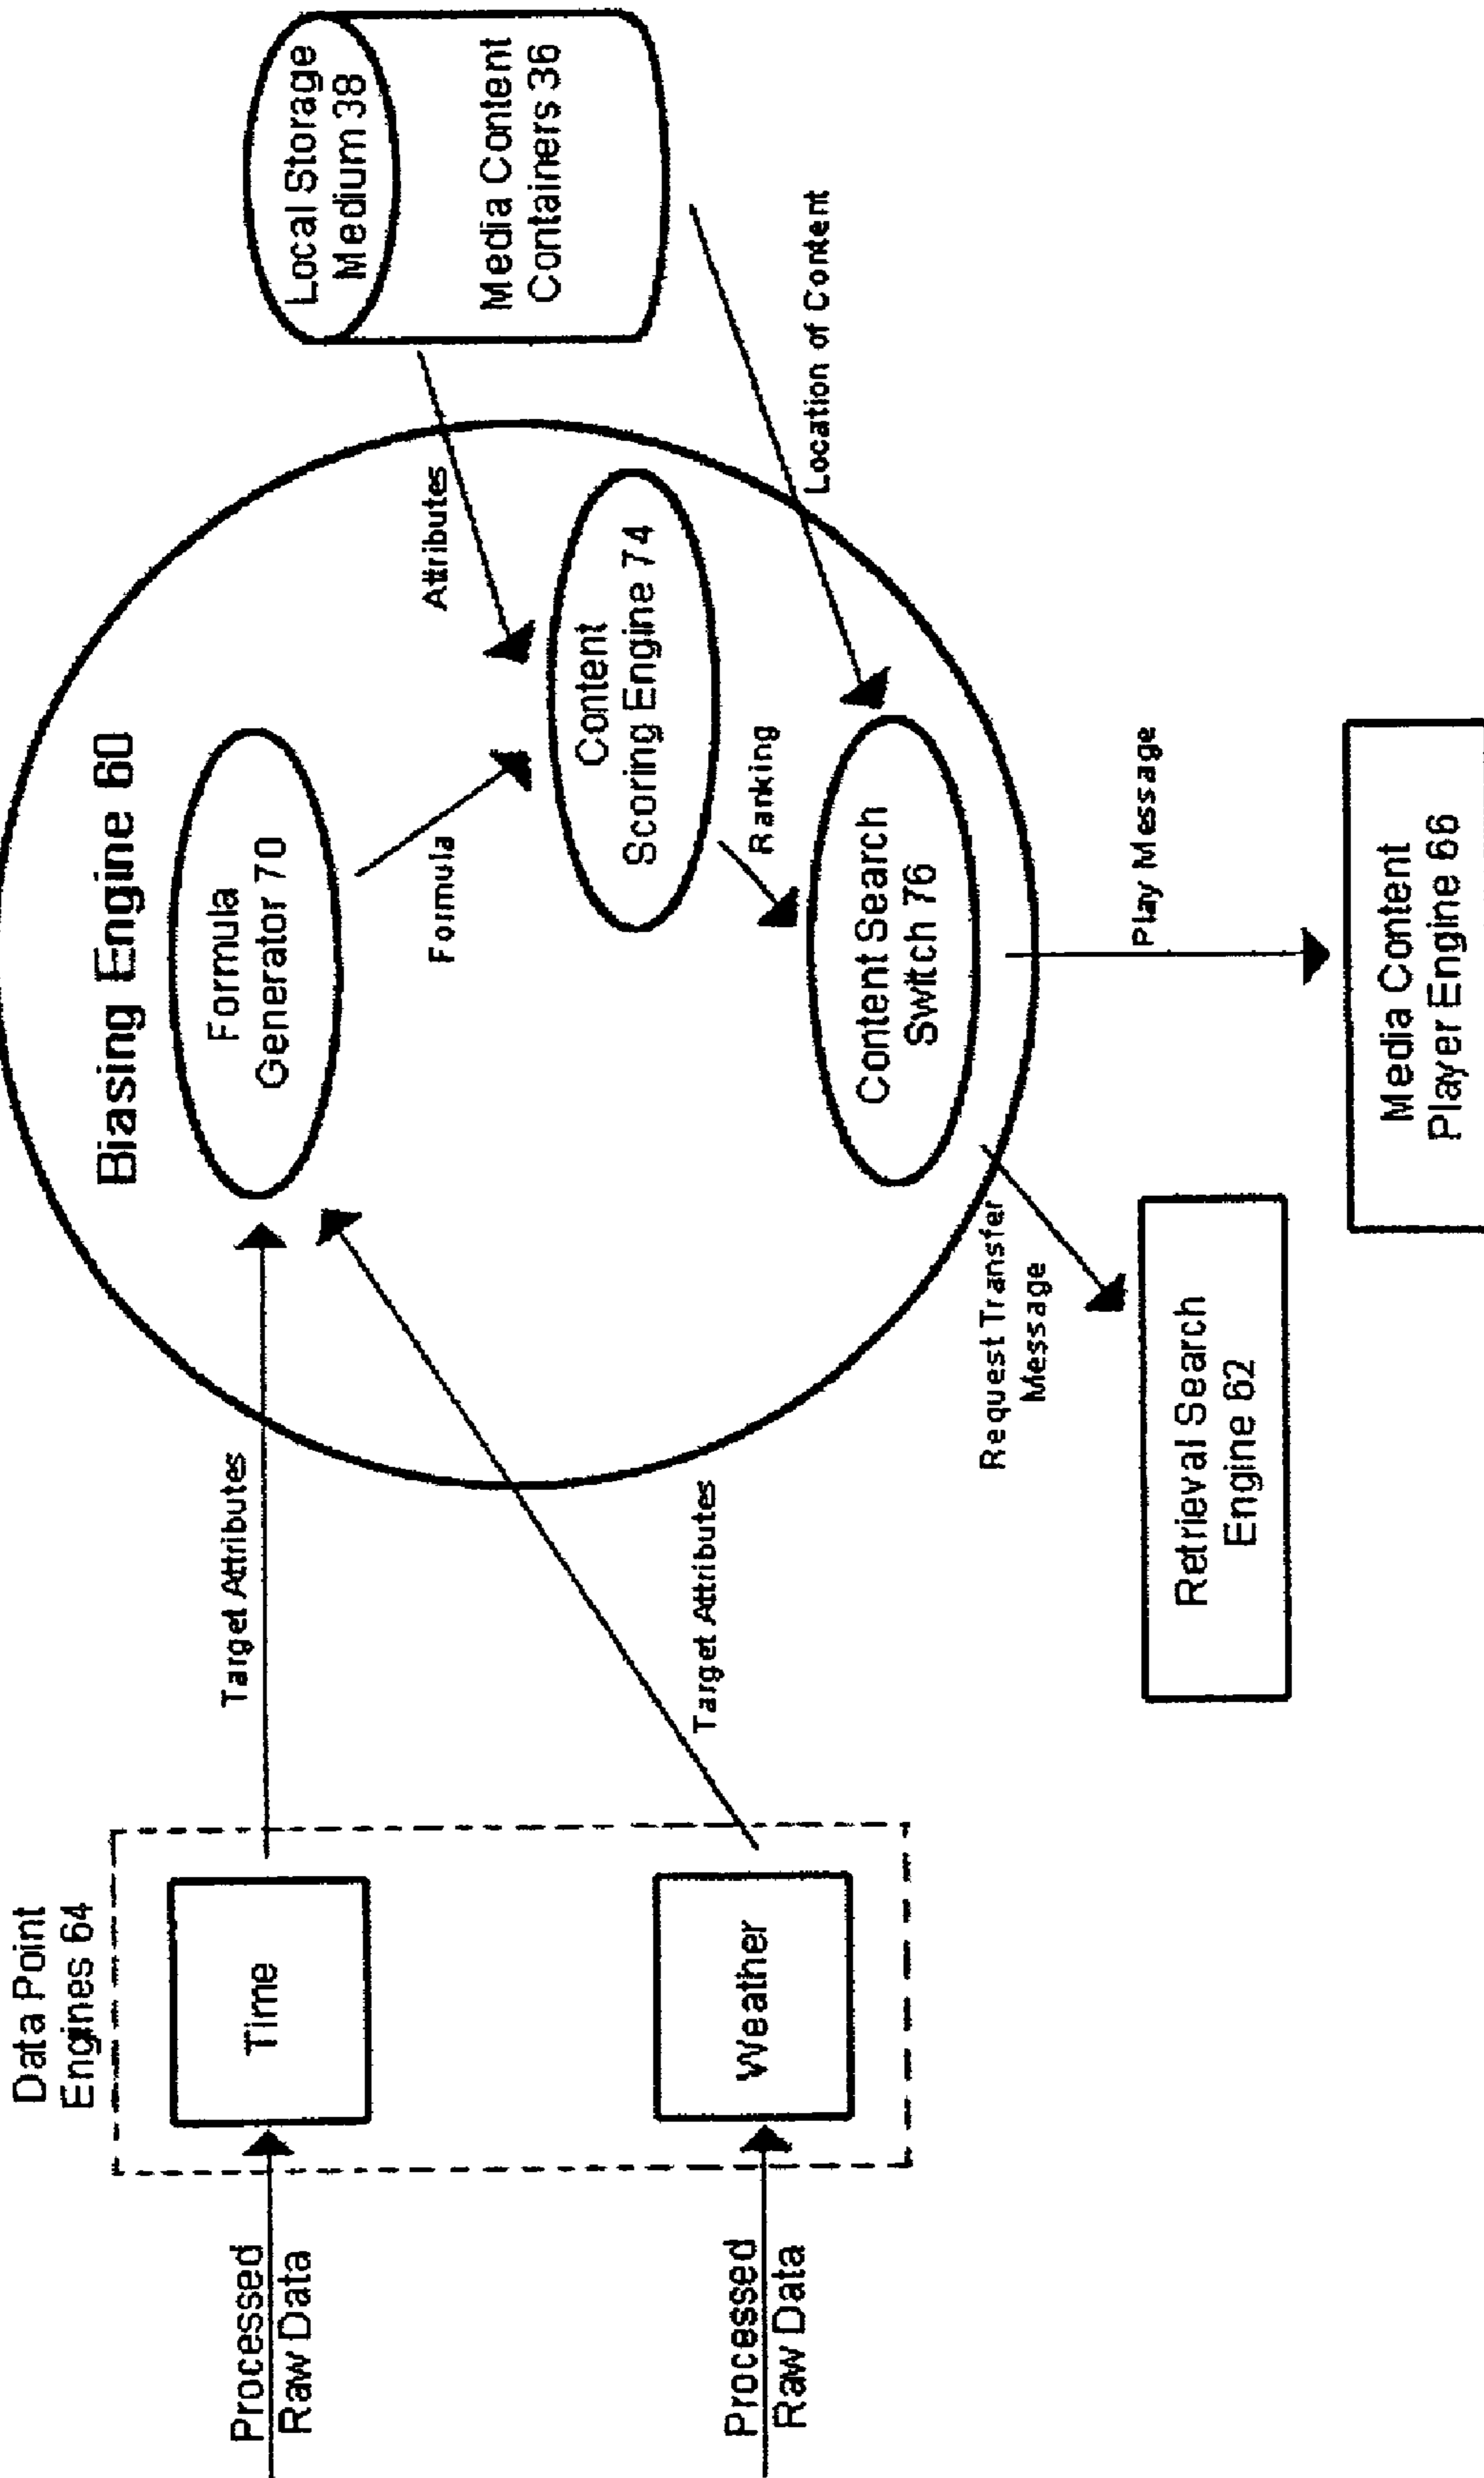 Processed
Raw Data
Processed
Raw Data
Data Point
Engines 64
Time
Weather
Target Attributes
Target Attributes
Biasing Engine 60
Formula
Generator 70
Formula
Attributes
Content
Scoring Engine 74
Ranking
Content Search
Switch 76
Local Storage
Medium 38
Media Content
Containers 36
Location of Content
Request Transfer
Message
Play Message
Retrieval Search
Engine 62
Media Content
Player Engine 66